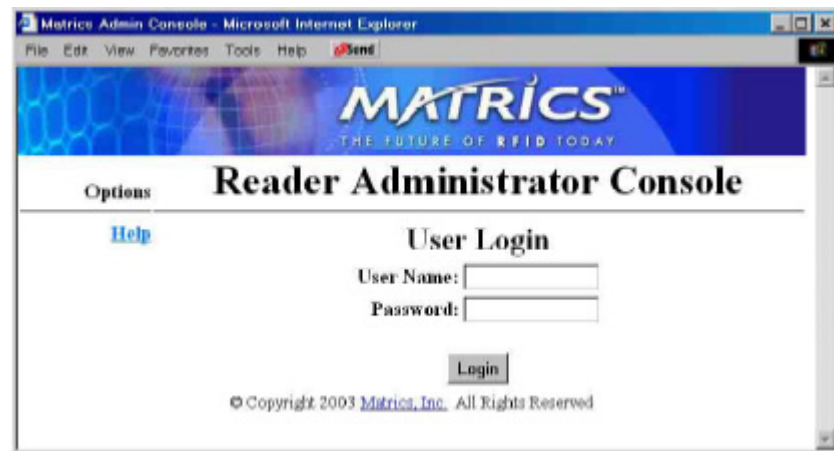 Matrics Admin Console - Microsoft Internet Explorer
File Edit View Favorites Tools Help Send
MATRICS™
THE FUTURE OF RFID TODAY
Options
Reader Administrator Console
Help
User Login
User Name:
Password:
Login
© Copyright 2003 Matrics, Inc. All Rights Reserved